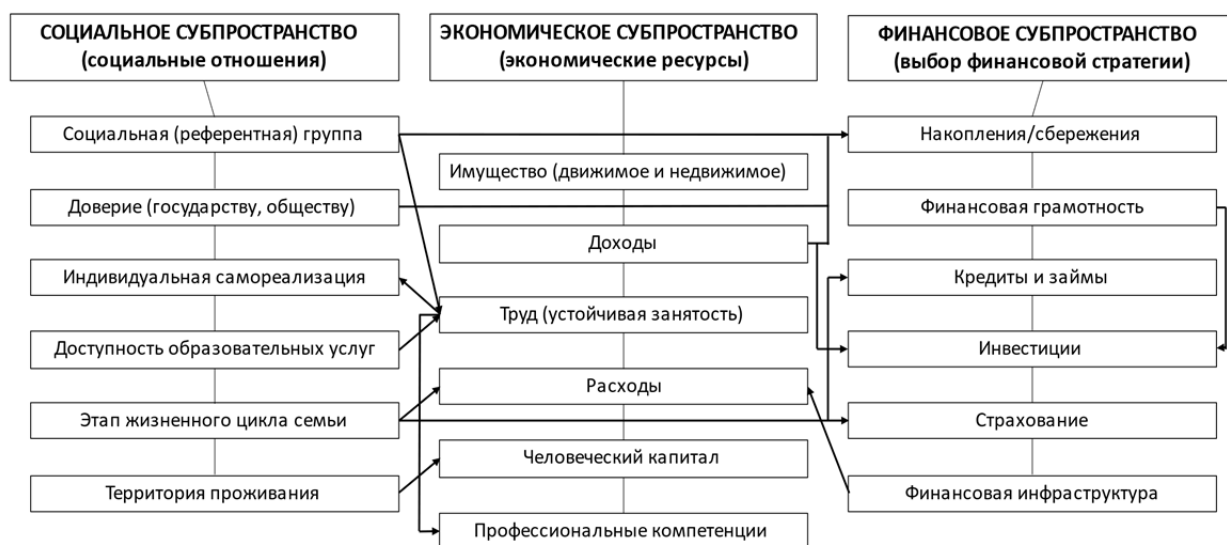 СОЦИАЛЬНОЕ СУБПРОСТРАНСТВО
(социальные отношения)
Социальная (референтная) группа
Доверие (государству, обществу)
Индивидуальная самореализация
Доступность образовательных услуг
Этап жизненного цикла семьи
Территория проживания
ЭКОНОМИЧЕСКОЕ СУБПРОСТРАНСТВО
(экономические ресурсы)
Имущество (движимое и недвижимое)
Доходы
Труд (устойчивая занятость)
Расходы
Человеческий капитал
Профессиональные компетенции
ФИНАНСОВОЕ СУБПРОСТРАНСТВО
(выбор финансовой стратегии)
Накопления/сбережения
Финансовая грамотность
Кредиты и займы
Инвестиции
Страхование
Финансовая инфраструктура